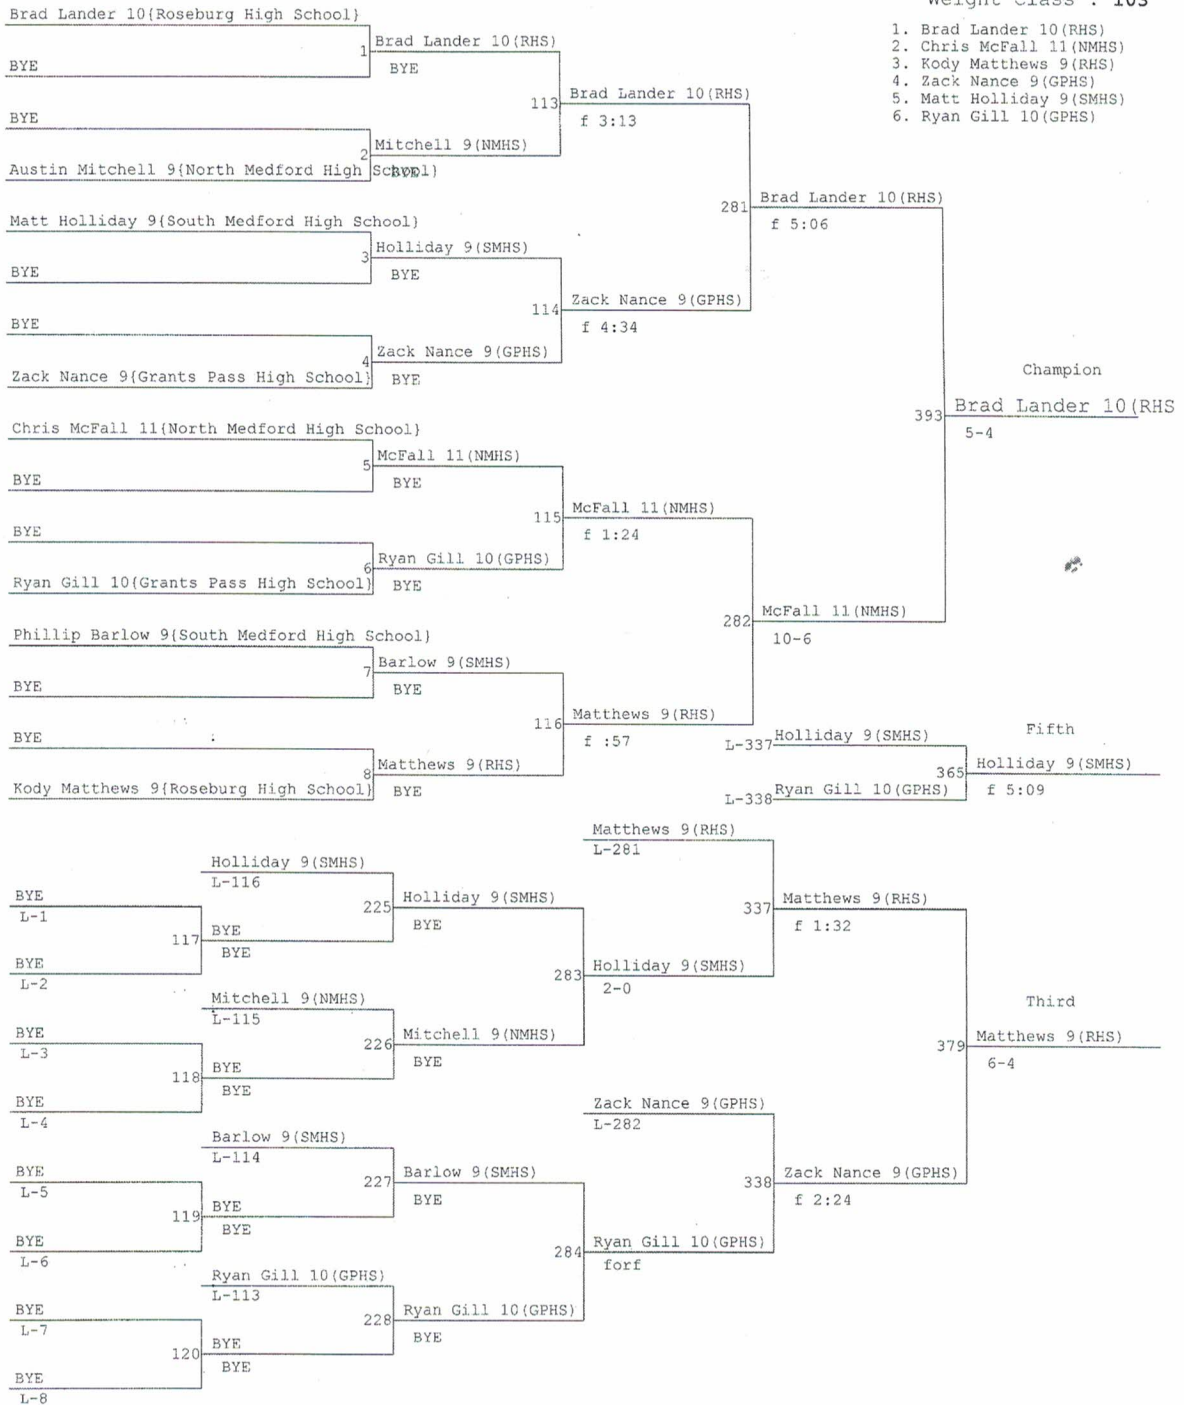 Weight Class : 103
1. Brad Lander 10(RHS)
2. Chris McFall 11(NMHS)
3. Kody Matthews 9(RHS)
4. Zack Nance 9(GPHS)
5. Matt Holliday 9(SMHS)
6. Ryan Gill 10(GPHS)
Brad Lander 10{Roseburg High School}
1 Brad Lander 10(RHS)
BYE
BYE
113 Brad Lander 10(RHS)
f 3:13
BYE
2 Mitchell 9(NMHS)
Austin Mitchell 9{North Medford High School}
BYE
281 Brad Lander 10(RHS)
f 5:06
Matt Holliday 9{South Medford High School}
3 Holliday 9(SMHS)
BYE
BYE
114 Zack Nance 9(GPHS)
f 4:34
BYE
4 Zack Nance 9(GPHS)
Zack Nance 9{Grants Pass High School}
BYE
Champion
393 Brad Lander 10(RHS
5-4
Chris McFall 11{North Medford High School}
5 McFall 11(NMHS)
BYE
BYE
115 McFall 11(NMHS)
f 1:24
BYE
6 Ryan Gill 10(GPHS)
Ryan Gill 10{Grants Pass High School}
BYE
282 McFall 11(NMHS)
10-6
Phillip Barlow 9{South Medford High School}
7 Barlow 9(SMHS)
BYE
BYE
116 Matthews 9(RHS)
f :57
BYE
8 Matthews 9(RHS)
Kody Matthews 9{Roseburg High School}
BYE
Fifth
L-337 Holliday 9(SMHS)
365 Holliday 9(SMHS)
f 5:09
L-338 Ryan Gill 10(GPHS)
Matthews 9(RHS)
L-281
Holliday 9(SMHS)
L-116
BYE
L-1
225 Holliday 9(SMHS)
BYE
337 Matthews 9(RHS)
f 1:32
117 BYE
BYE
BYE
L-2
283 Holliday 9(SMHS)
2-0
Mitchell 9(NMHS)
L-115
BYE
L-3
226 Mitchell 9(NMHS)
BYE
118 BYE
BYE
BYE
L-4
Third
379 Matthews 9(RHS)
6-4
Zack Nance 9(GPHS)
L-282
Barlow 9(SMHS)
L-114
BYE
L-5
227 Barlow 9(SMHS)
BYE
338 Zack Nance 9(GPHS)
f 2:24
119 BYE
BYE
BYE
L-6
284 Ryan Gill 10(GPHS)
forf
Ryan Gill 10(GPHS)
L-113
BYE
L-7
228 Ryan Gill 10(GPHS)
BYE
120 BYE
BYE
BYE
L-8